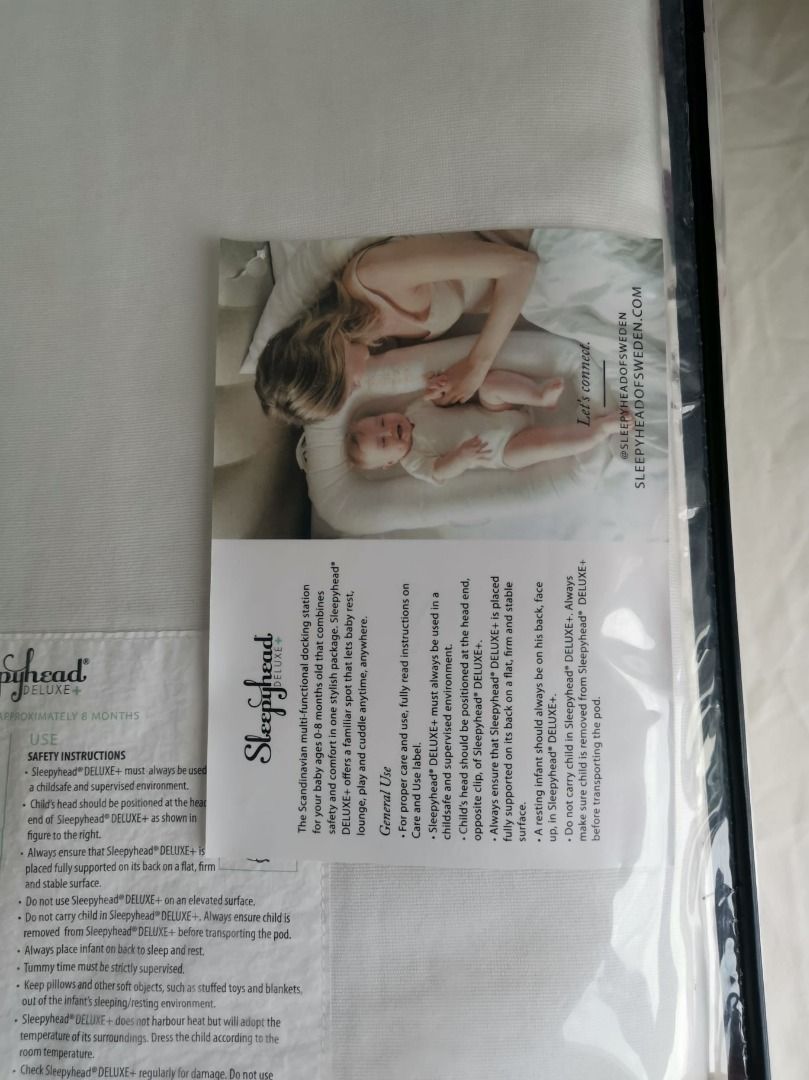 Sleepyhead®
DELUXE+
The Scandinavian multi-functional docking station
for your baby ages 0-8 months old that combines
safety and comfort in one stylish package. Sleepyhead®
DELUXE+ offers a familiar spot that lets baby rest,
lounge, play and cuddle anytime, anywhere.
General Use
• For proper care and use, fully read instructions on
Care and Use label.
• Sleepyhead® DELUXE+ must always be used in a
childsafe and supervised environment.
• Child's head should be positioned at the head end,
opposite clip, of Sleepyhead® DELUXE+.
• Always ensure that Sleepyhead® DELUXE+ is placed
fully supported on its back on a flat, firm and stable
surface.
• A resting infant should always be on his back, face
up, in Sleepyhead® DELUXE+.
• Do not carry child in Sleepyhead® DELUXE+. Always
make sure child is removed from Sleepyhead® DELUXE+
before transporting the pod.
Let's connect.
@SLEEPYHEADOFSWEDEN
SLEEPYHEADOFSWEDEN.COM
pyhead®
DELUXE+
APPROXIMATELY 8 MONTHS
USE
SAFETY INSTRUCTIONS
• Sleepyhead® DELUXE+ must always be used
a childsafe and supervised environment.
• Child's head should be positioned at the head
end of Sleepyhead® DELUXE+ as shown in
figure to the right.
• Always ensure that Sleepyhead® DELUXE+ is
placed fully supported on its back on a flat, firm
and stable surface.
• Do not use Sleepyhead® DELUXE+ on an elevated surface.
• Do not carry child in Sleepyhead® DELUXE+. Always ensure child is
removed from Sleepyhead® DELUXE+ before transporting the pod.
• Always place infant on back to sleep and rest.
• Tummy time must be strictly supervised.
• Keep pillows and other soft objects, such as stuffed toys and blankets,
out of the infant's sleeping/resting environment.
• Sleepyhead® DELUXE+ does not harbour heat but will adopt the
temperature of its surroundings. Dress the child according to the
room temperature.
• Check Sleepyhead® DELUXE+ regularly for damage. Do not use